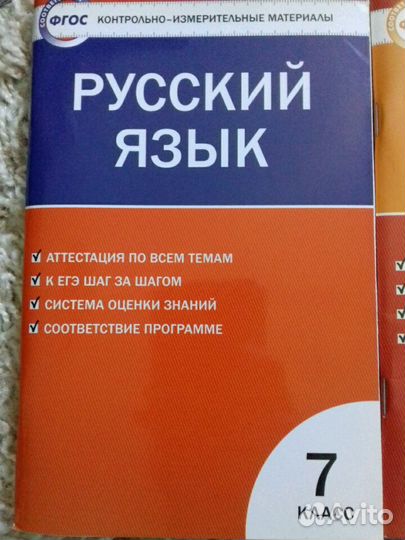 ФГОС
КОНТРОЛЬНО-ИЗМЕРИТЕЛЬНЫЕ МАТЕРИАЛЫ
РУССКИЙ
ЯЗЫК
АТТЕСТАЦИЯ ПО ВСЕМ ТЕМАМ
К ЕГЭ ШАГ ЗА ШАГОМ
СИСТЕМА ОЦЕНКИ ЗНАНИЙ
СООТВЕТСТВИЕ ПРОГРАММЕ
7
КЛАСС
Avito